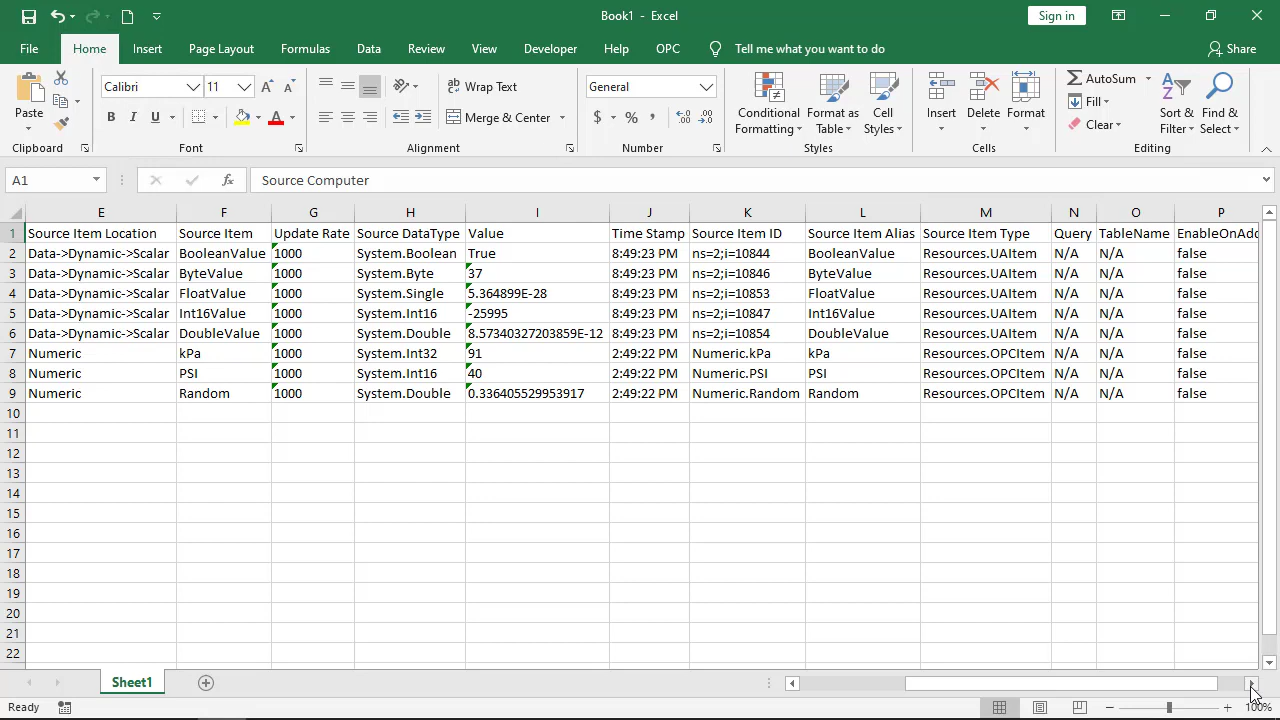 Book1 - Excel
Sign in
File Home Insert Page Layout Formulas Data Review View Developer Help OPC Tell me what you want to do Share
Paste
Calibri 11
Wrap Text
Merge & Center
General
Conditional Formatting
Format as Table
Cell Styles
Insert Delete Format
AutoSum
Fill
Clear
Sort & Filter
Find & Select
Clipboard Font Alignment Number Styles Cells Editing
A1 fx Source Computer
E F G H I J K L M N O P
1 Source Item Location Source Item Update Rate Source DataType Value Time Stamp Source Item ID Source Item Alias Source Item Type Query TableName EnableOnAdd
2 Data->Dynamic->Scalar BooleanValue 1000 System.Boolean True 8:49:23 PM ns=2;i=10844 BooleanValue Resources.UAItem N/A N/A false
3 Data->Dynamic->Scalar ByteValue 1000 System.Byte 37 8:49:23 PM ns=2;i=10846 ByteValue Resources.UAItem N/A N/A false
4 Data->Dynamic->Scalar FloatValue 1000 System.Single 5.364899E-28 8:49:23 PM ns=2;i=10853 FloatValue Resources.UAItem N/A N/A false
5 Data->Dynamic->Scalar Int16Value 1000 System.Int16 -25995 8:49:23 PM ns=2;i=10847 Int16Value Resources.UAItem N/A N/A false
6 Data->Dynamic->Scalar DoubleValue 1000 System.Double 8.57340327203859E-12 8:49:23 PM ns=2;i=10854 DoubleValue Resources.UAItem N/A N/A false
7 Numeric kPa 1000 System.Int32 91 2:49:22 PM Numeric.kPa kPa Resources.OPCItem N/A N/A false
8 Numeric PSI 1000 System.Int16 40 2:49:22 PM Numeric.PSI PSI Resources.OPCItem N/A N/A false
9 Numeric Random 1000 System.Double 0.336405529953917 2:49:22 PM Numeric.Random Random Resources.OPCItem N/A N/A false
10
11
12
13
14
15
16
17
18
19
20
21
22
Sheet1
Ready 100%